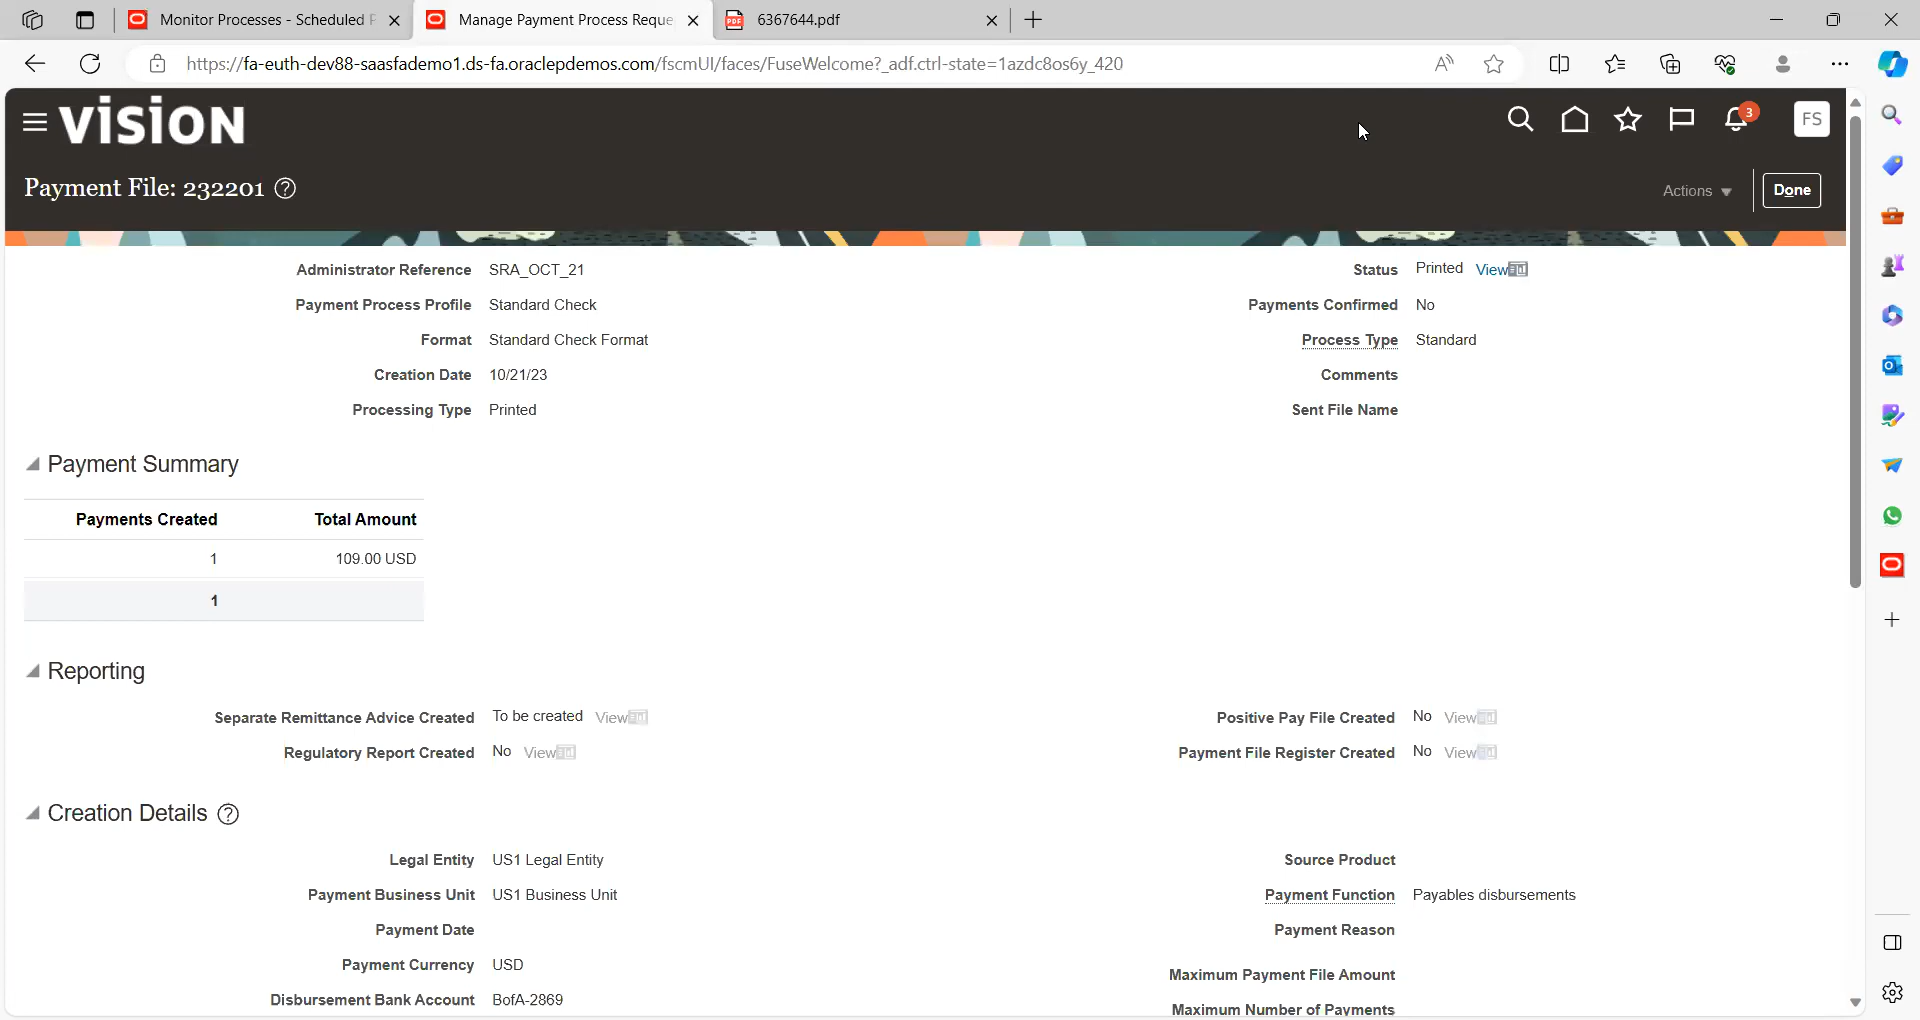 Monitor Processes - Scheduled P
Manage Payment Process Reque
6367644.pdf
https://fa-euth-dev88-saasfademo1.ds-fa.oraclepdemos.com/fscmUI/faces/FuseWelcome?_adf.ctrl-state=1azdc8os6y_420
VISION
3
FS
Payment File: 232201
Actions
Done
Administrator Reference SRA_OCT_21
Status Printed View
Payment Process Profile Standard Check
Payments Confirmed No
Format Standard Check Format
Process Type Standard
Creation Date 10/21/23
Comments
Processing Type Printed
Sent File Name
Payment Summary
Payments Created Total Amount
1 109.00 USD
1
Reporting
Separate Remittance Advice Created To be created View
Positive Pay File Created No View
Regulatory Report Created No View
Payment File Register Created No View
Creation Details
Legal Entity US1 Legal Entity
Source Product
Payment Business Unit US1 Business Unit
Payment Function Payables disbursements
Payment Date
Payment Reason
Payment Currency USD
Maximum Payment File Amount
Disbursement Bank Account BofA-2869
Maximum Number of Payments